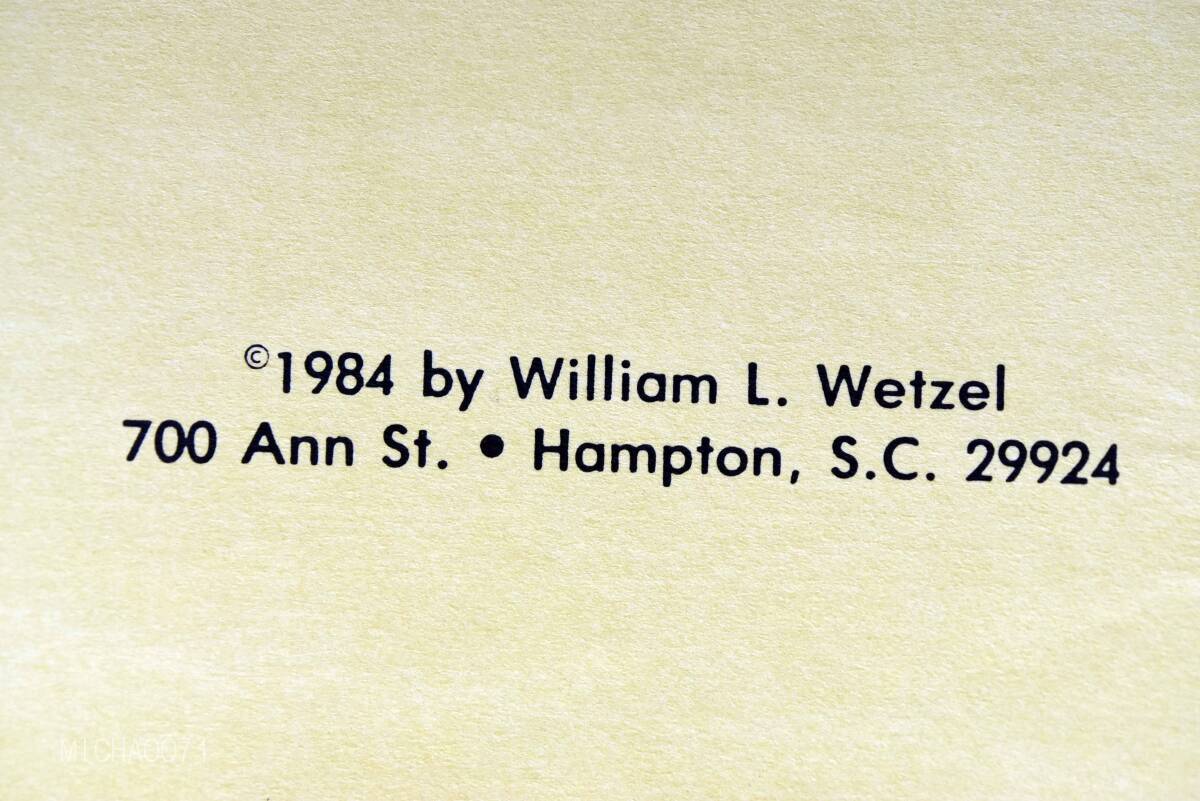 ©1984 by William L. Wetzel
700 Ann St. • Hampton, S.C. 29924
MICHA0071